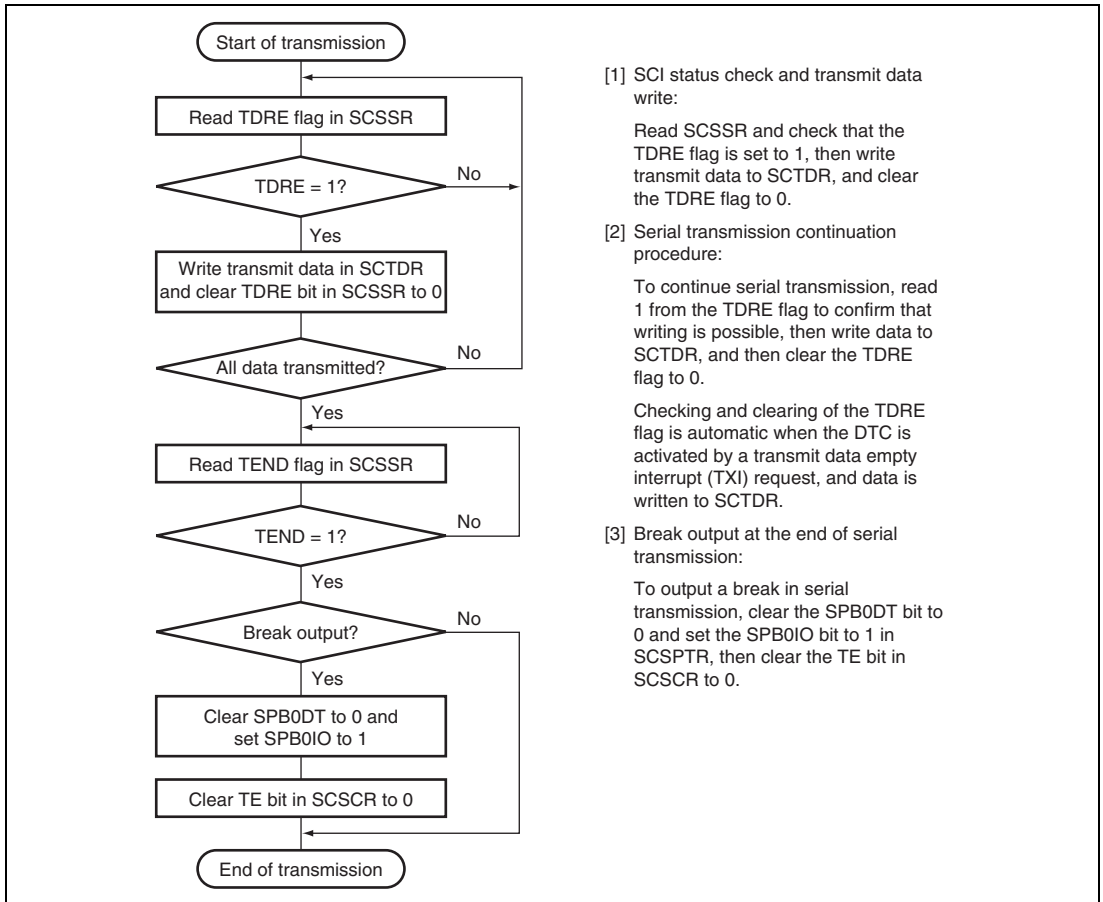 Start of transmission
Read TDRE flag in SCSSR
TDRE = 1?
No
Yes
Write transmit data in SCTDR
and clear TDRE bit in SCSSR to 0
All data transmitted?
No
Yes
Read TEND flag in SCSSR
TEND = 1?
No
Yes
Break output?
No
Yes
Clear SPB0DT to 0 and
set SPB0IO to 1
Clear TE bit in SCSCR to 0
End of transmission
[1] SCI status check and transmit data
write:
Read SCSSR and check that the
TDRE flag is set to 1, then write
transmit data to SCTDR, and clear
the TDRE flag to 0.
[2] Serial transmission continuation
procedure:
To continue serial transmission, read
1 from the TDRE flag to confirm that
writing is possible, then write data to
SCTDR, and then clear the TDRE
flag to 0.
Checking and clearing of the TDRE
flag is automatic when the DTC is
activated by a transmit data empty
interrupt (TXI) request, and data is
written to SCTDR.
[3] Break output at the end of serial
transmission:
To output a break in serial
transmission, clear the SPB0DT bit to
0 and set the SPB0IO bit to 1 in
SCSPTR, then clear the TE bit in
SCSCR to 0.